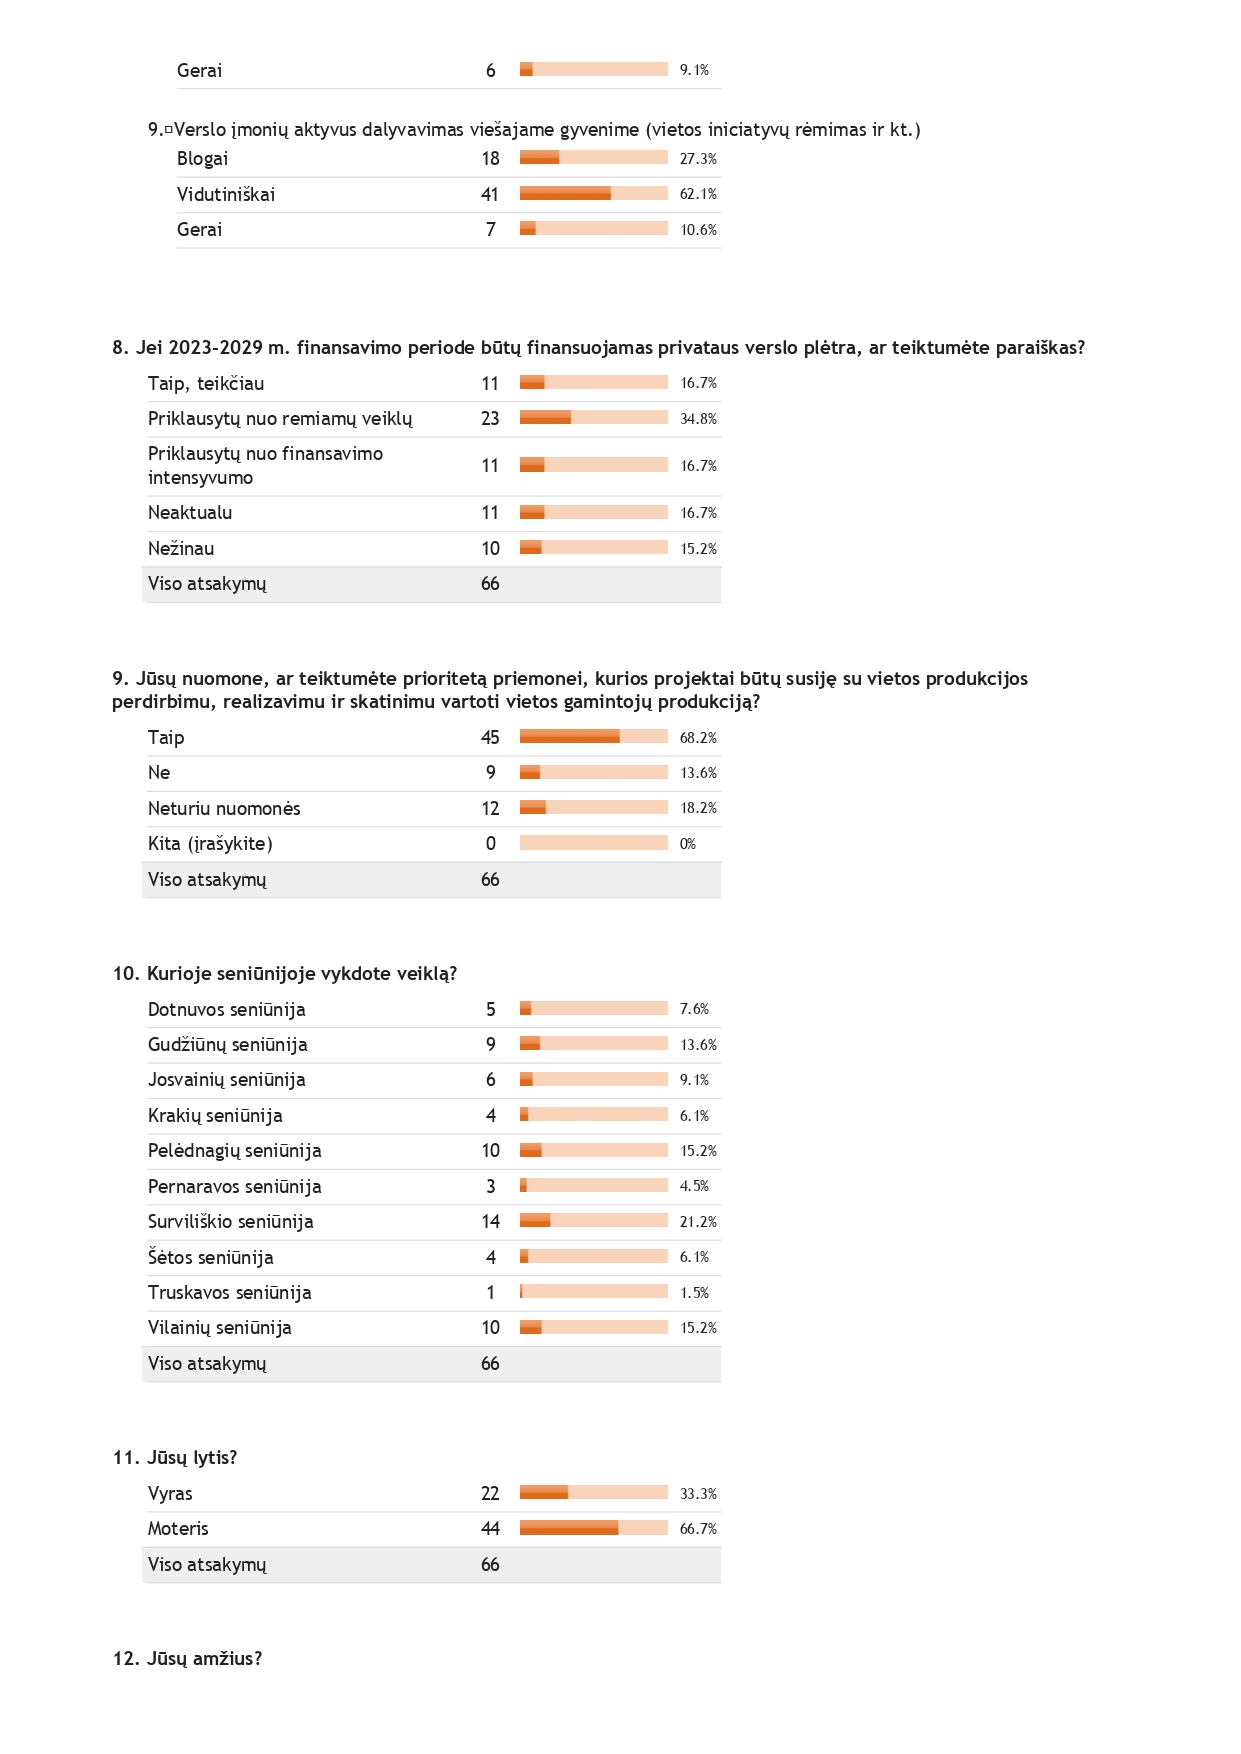 Gerai 6 9.1%
9.▯Verslo įmonių aktyvus dalyvavimas viešajame gyvenime (vietos iniciatyvų rėmimas ir kt.)
Blogai 18 27.3%
Vidutiniškai 41 62.1%
Gerai 7 10.6%
8. Jei 2023-2029 m. finansavimo periode būtų finansuojamas privataus verslo plėtra, ar teiktumėte paraiškas?
Taip, teikčiau 11 16.7%
Priklausytų nuo remiamų veiklų 23 34.8%
Priklausytų nuo finansavimo
intensyvumo 11 16.7%
Neaktualu 11 16.7%
Nežinau 10 15.2%
Viso atsakymų 66
9. Jūsų nuomone, ar teiktumėte prioritetą priemonei, kurios projektai būtų susiję su vietos produkcijos
perdirbimu, realizavimu ir skatinimu vartoti vietos gamintojų produkciją?
Taip 45 68.2%
Ne 9 13.6%
Neturiu nuomonės 12 18.2%
Kita (įrašykite) 0 0%
Viso atsakymų 66
10. Kurioje seniūnijoje vykdote veiklą?
Dotnuvos seniūnija 5 7.6%
Gudžiūnų seniūnija 9 13.6%
Josvainių seniūnija 6 9.1%
Krakių seniūnija 4 6.1%
Pelėdnagių seniūnija 10 15.2%
Pernaravos seniūnija 3 4.5%
Surviliškio seniūnija 14 21.2%
Šėtos seniūnija 4 6.1%
Truskavos seniūnija 1 1.5%
Vilainių seniūnija 10 15.2%
Viso atsakymų 66
11. Jūsų lytis?
Vyras 22 33.3%
Moteris 44 66.7%
Viso atsakymų 66
12. Jūsų amžius?